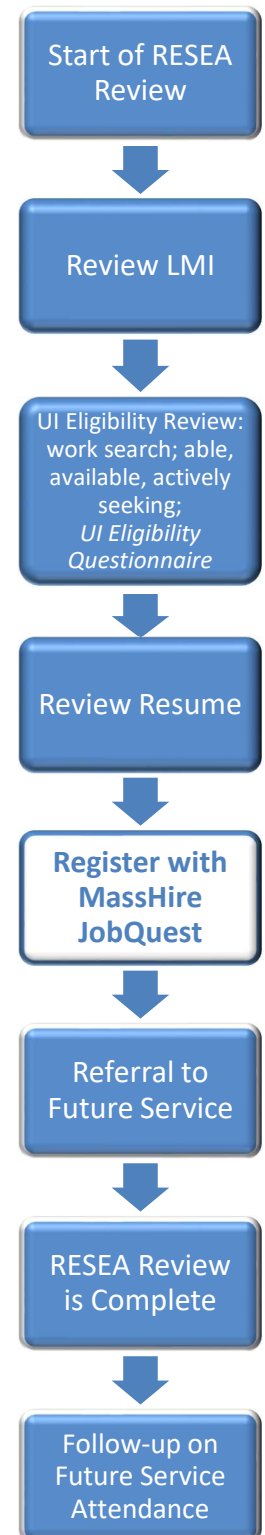 Start of RESEA
Review
Review LMI
UI Eligibility Review:
work search; able,
available, actively
seeking;
UI Eligibility
Questionnaire
Review Resume
Register with
MassHire
JobQuest
Referral to
Future Service
RESEA Review
is Complete
Follow-up on
Future Service
Attendance